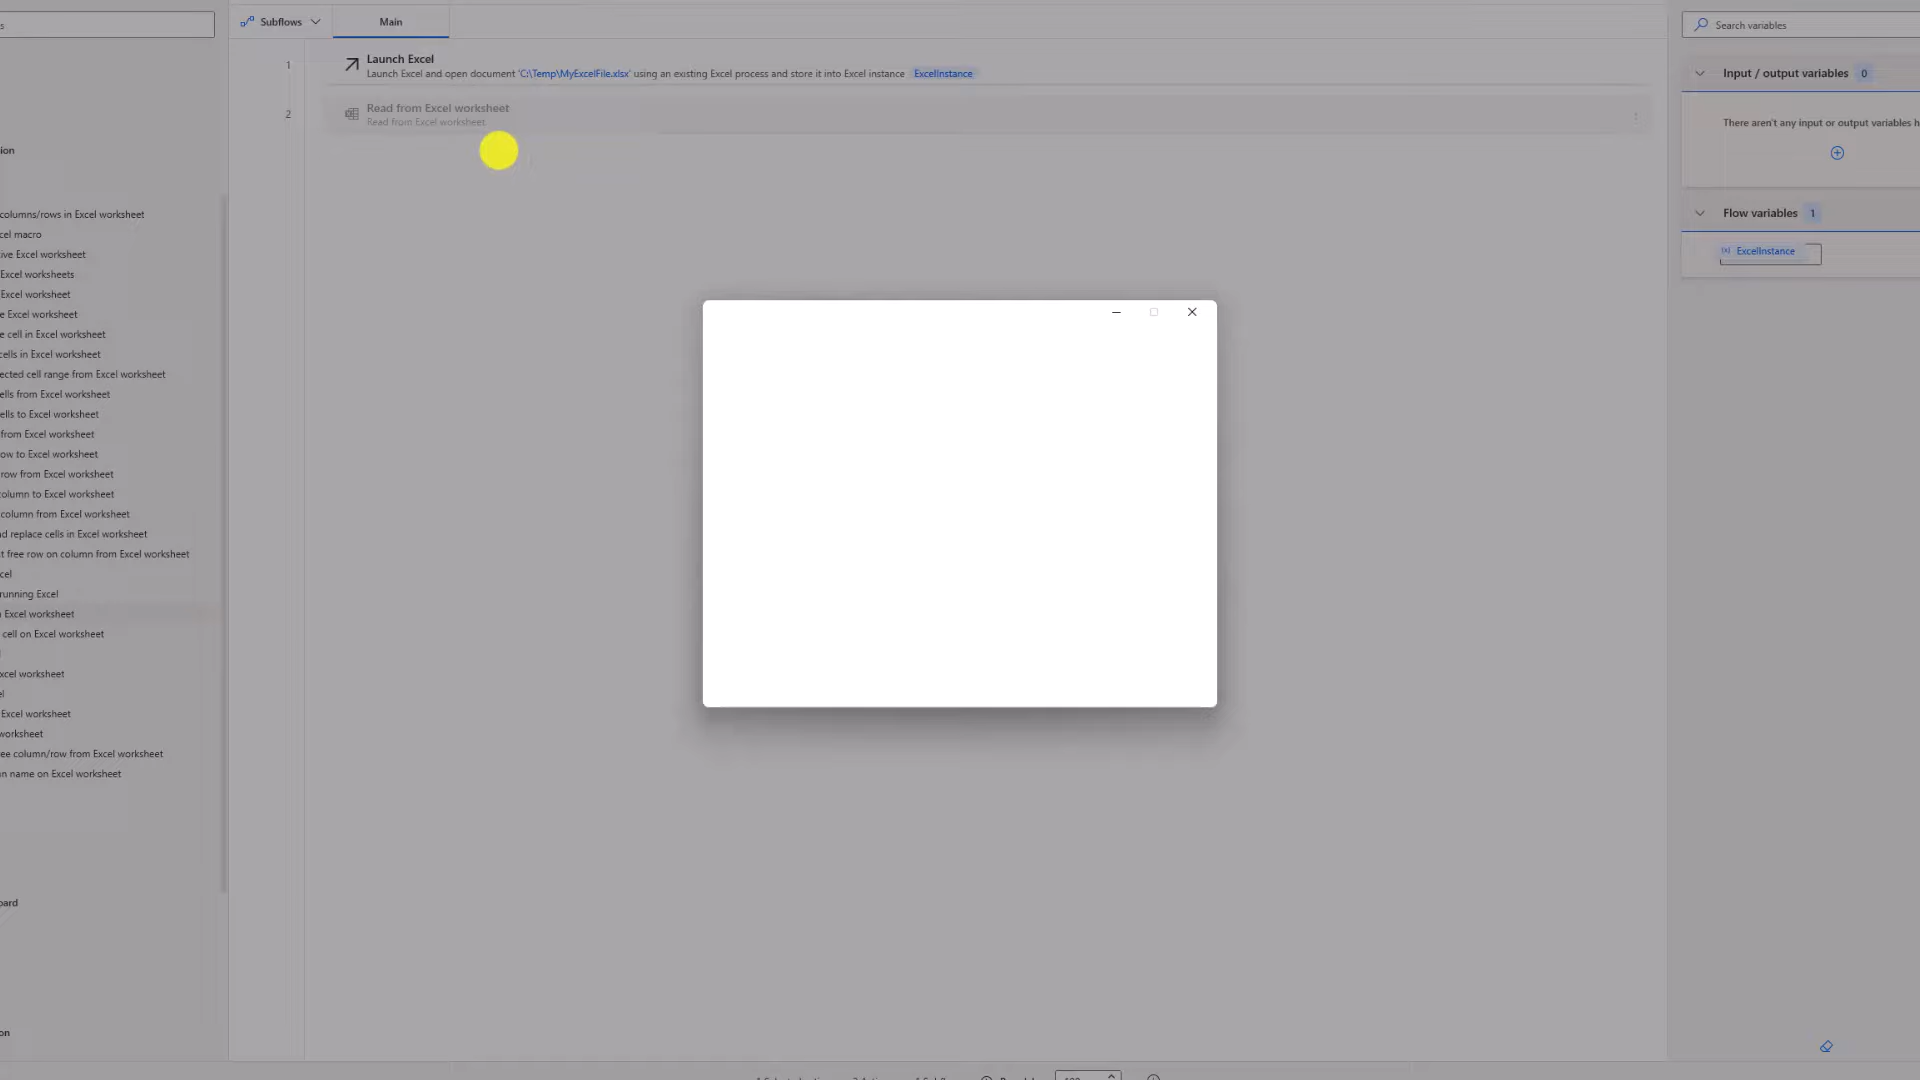 s
Subflows
Main
Search variables
1
Launch Excel
Launch Excel and open document 'C:\Temp\MyExcelFile.xlsx' using an existing Excel process and store it into Excel instance ExcelInstance
2
Read from Excel worksheet
Read from Excel worksheet
Input / output variables 0
There aren't any input or output variables h
Flow variables 1
ExcelInstance
ion
columns/rows in Excel worksheet
cel macro
ive Excel worksheet
Excel worksheets
Excel worksheet
e Excel worksheet
e cell in Excel worksheet
cells in Excel worksheet
ected cell range from Excel worksheet
ells from Excel worksheet
ells to Excel worksheet
from Excel worksheet
ow to Excel worksheet
row from Excel worksheet
column to Excel worksheet
column from Excel worksheet
d replace cells in Excel worksheet
t free row on column from Excel worksheet
cel
running Excel
Excel worksheet
cell on Excel worksheet
xcel worksheet
el
Excel worksheet
worksheet
ee column/row from Excel worksheet
n name on Excel worksheet
oard
on